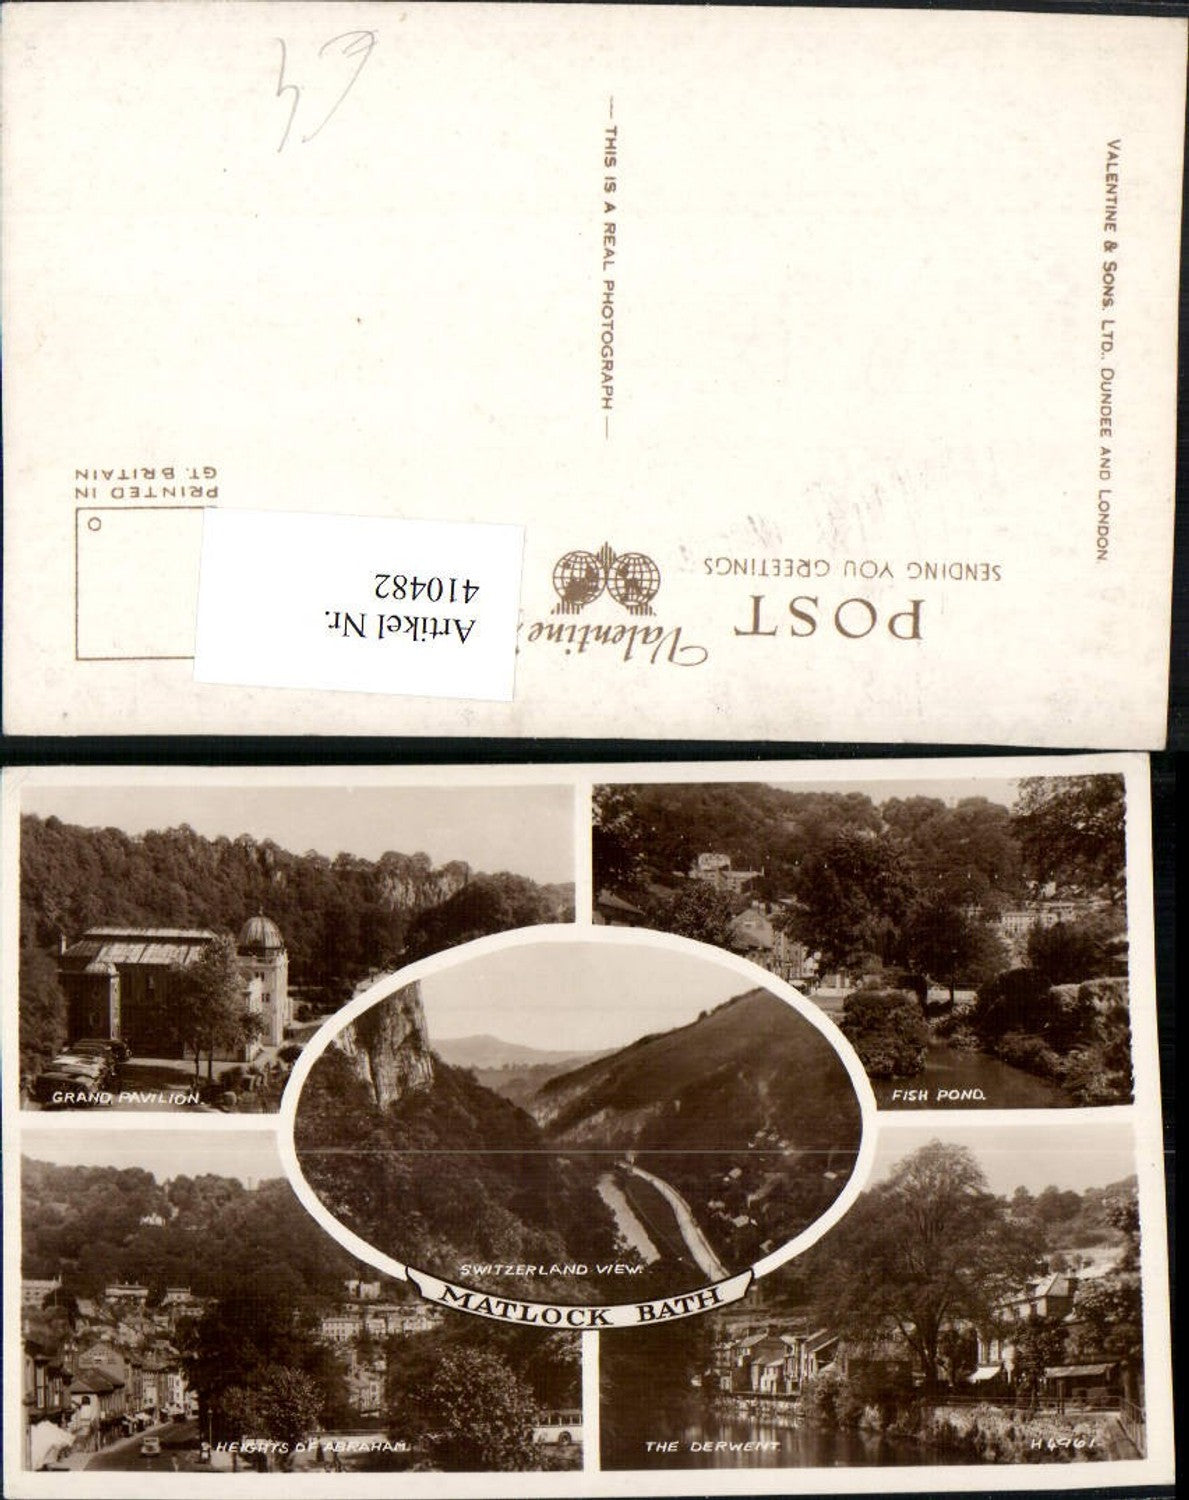 VALENTINE & SONS. LTD., DUNDEE AND LONDON.
POST
SENDING YOU GREETINGS
Valentine's
— THIS IS A REAL PHOTOGRAPH —
Artikel Nr.
410482
PRINTED IN
GT. BRITAIN
GRAND PAVILION.
FISH POND.
SWITZERLAND VIEW.
MATLOCK BATH
HEIGHTS OF ABRAHAM.
THE DERWENT.
H4961.